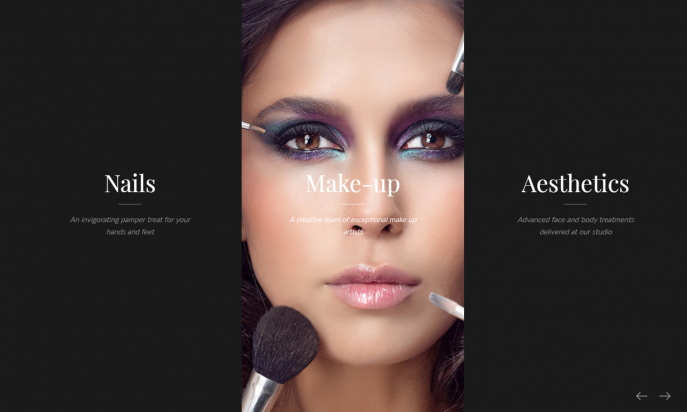 Nails
An invigorating pamper treat for your
hands and feet
Make-up
A creative team of exceptional make up
artists
Aesthetics
Advanced face and body treatments
delivered at our studio